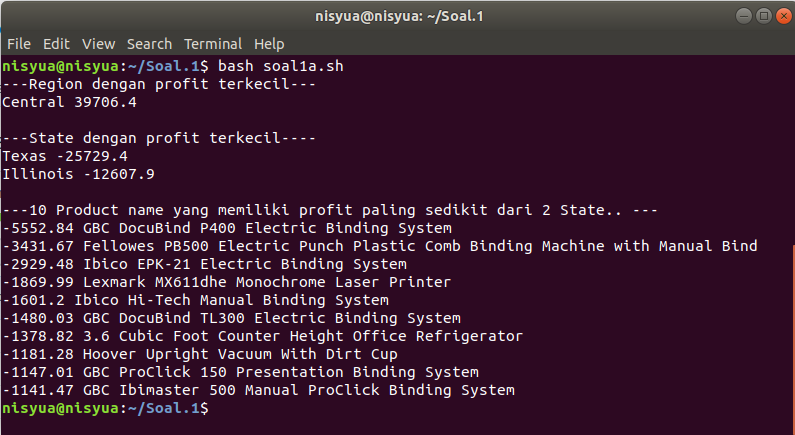 nisyua@nisyua: ~/Soal.1
File Edit View Search Terminal Help
nisyua@nisyua:~/Soal.1$ bash soal1a.sh
---Region dengan profit terkecil---
Central 39706.4
---State dengan profit terkecil----
Texas -25729.4
Illinois -12607.9
---10 Product name yang memiliki profit paling sedikit dari 2 State.. ---
-5552.84 GBC DocuBind P400 Electric Binding System
-3431.67 Fellowes PB500 Electric Punch Plastic Comb Binding Machine with Manual Bind
-2929.48 Ibico EPK-21 Electric Binding System
-1869.99 Lexmark MX611dhe Monochrome Laser Printer
-1601.2 Ibico Hi-Tech Manual Binding System
-1480.03 GBC DocuBind TL300 Electric Binding System
-1378.82 3.6 Cubic Foot Counter Height Office Refrigerator
-1181.28 Hoover Upright Vacuum With Dirt Cup
-1147.01 GBC ProClick 150 Presentation Binding System
-1141.47 GBC Ibimaster 500 Manual ProClick Binding System
nisyua@nisyua:~/Soal.1$